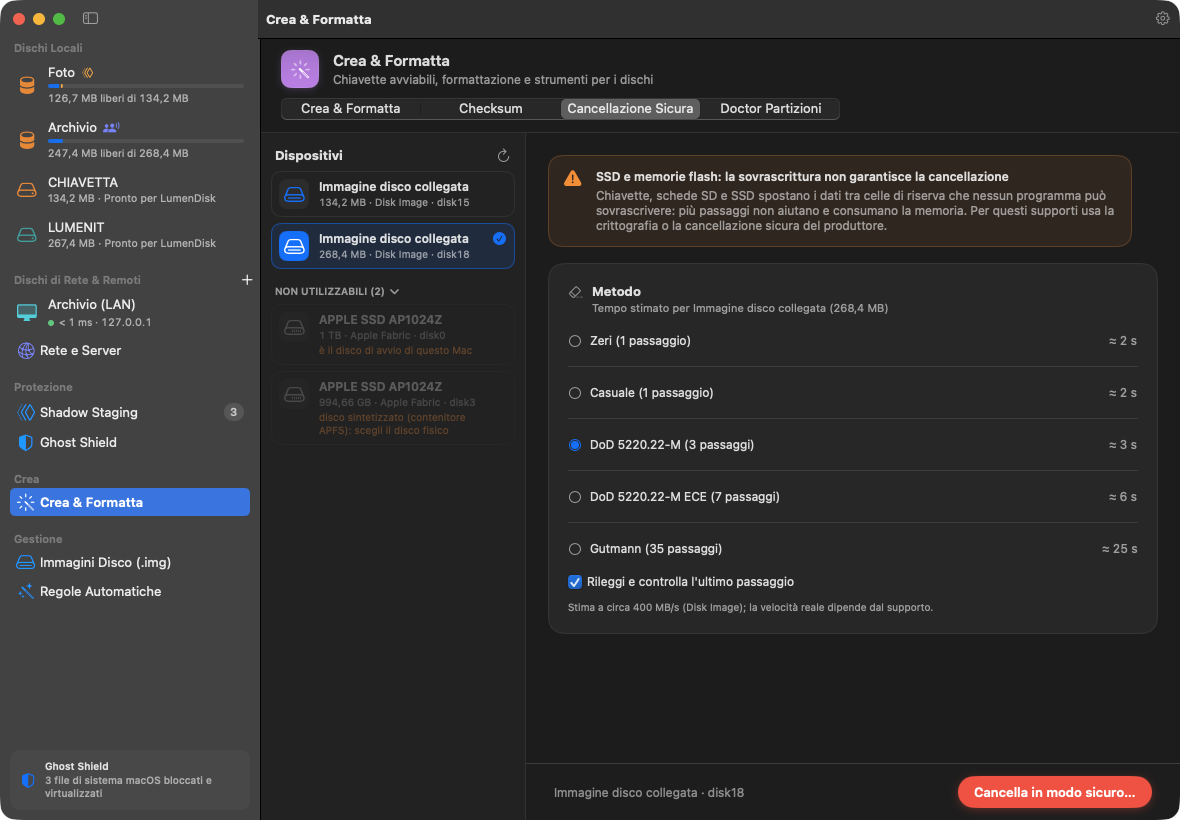 Crea & Formatta
Dischi Locali
Foto
126,7 MB liberi di 134,2 MB
Archivio
247,4 MB liberi di 268,4 MB
CHIAVETTA
134,2 MB · Pronto per LumenDisk
LUMENIT
267,4 MB · Pronto per LumenDisk
Dischi di Rete & Remoti
Archivio (LAN)
< 1 ms · 127.0.0.1
Rete e Server
Protezione
Shadow Staging
3
Ghost Shield
Crea
Crea & Formatta
Gestione
Immagini Disco (.img)
Regole Automatiche
Ghost Shield
3 file di sistema macOS bloccati e
virtualizzati
Crea & Formatta
Chiavette avviabili, formattazione e strumenti per i dischi
Crea & Formatta
Checksum
Cancellazione Sicura
Doctor Partizioni
Dispositivi
Immagine disco collegata
134,2 MB · Disk Image · disk15
Immagine disco collegata
268,4 MB · Disk Image · disk18
NON UTILIZZABILI (2)
APPLE SSD AP1024Z
1 TB · Apple Fabric · disk0
è il disco di avvio di questo Mac
APPLE SSD AP1024Z
994,66 GB · Apple Fabric · disk3
disco sintetizzato (contenitore
APFS): scegli il disco fisico
SSD e memorie flash: la sovrascrittura non garantisce la cancellazione
Chiavette, schede SD e SSD spostano i dati tra celle di riserva che nessun programma può
sovrascrivere: più passaggi non aiutano e consumano la memoria. Per questi supporti usa la
crittografia o la cancellazione sicura del produttore.
Metodo
Tempo stimato per Immagine disco collegata (268,4 MB)
Zeri (1 passaggio)
≈ 2 s
Casuale (1 passaggio)
≈ 2 s
DoD 5220.22-M (3 passaggi)
≈ 3 s
DoD 5220.22-M ECE (7 passaggi)
≈ 6 s
Gutmann (35 passaggi)
≈ 25 s
Rileggi e controlla l'ultimo passaggio
Stima a circa 400 MB/s (Disk Image); la velocità reale dipende dal supporto.
Immagine disco collegata · disk18
Cancella in modo sicuro...